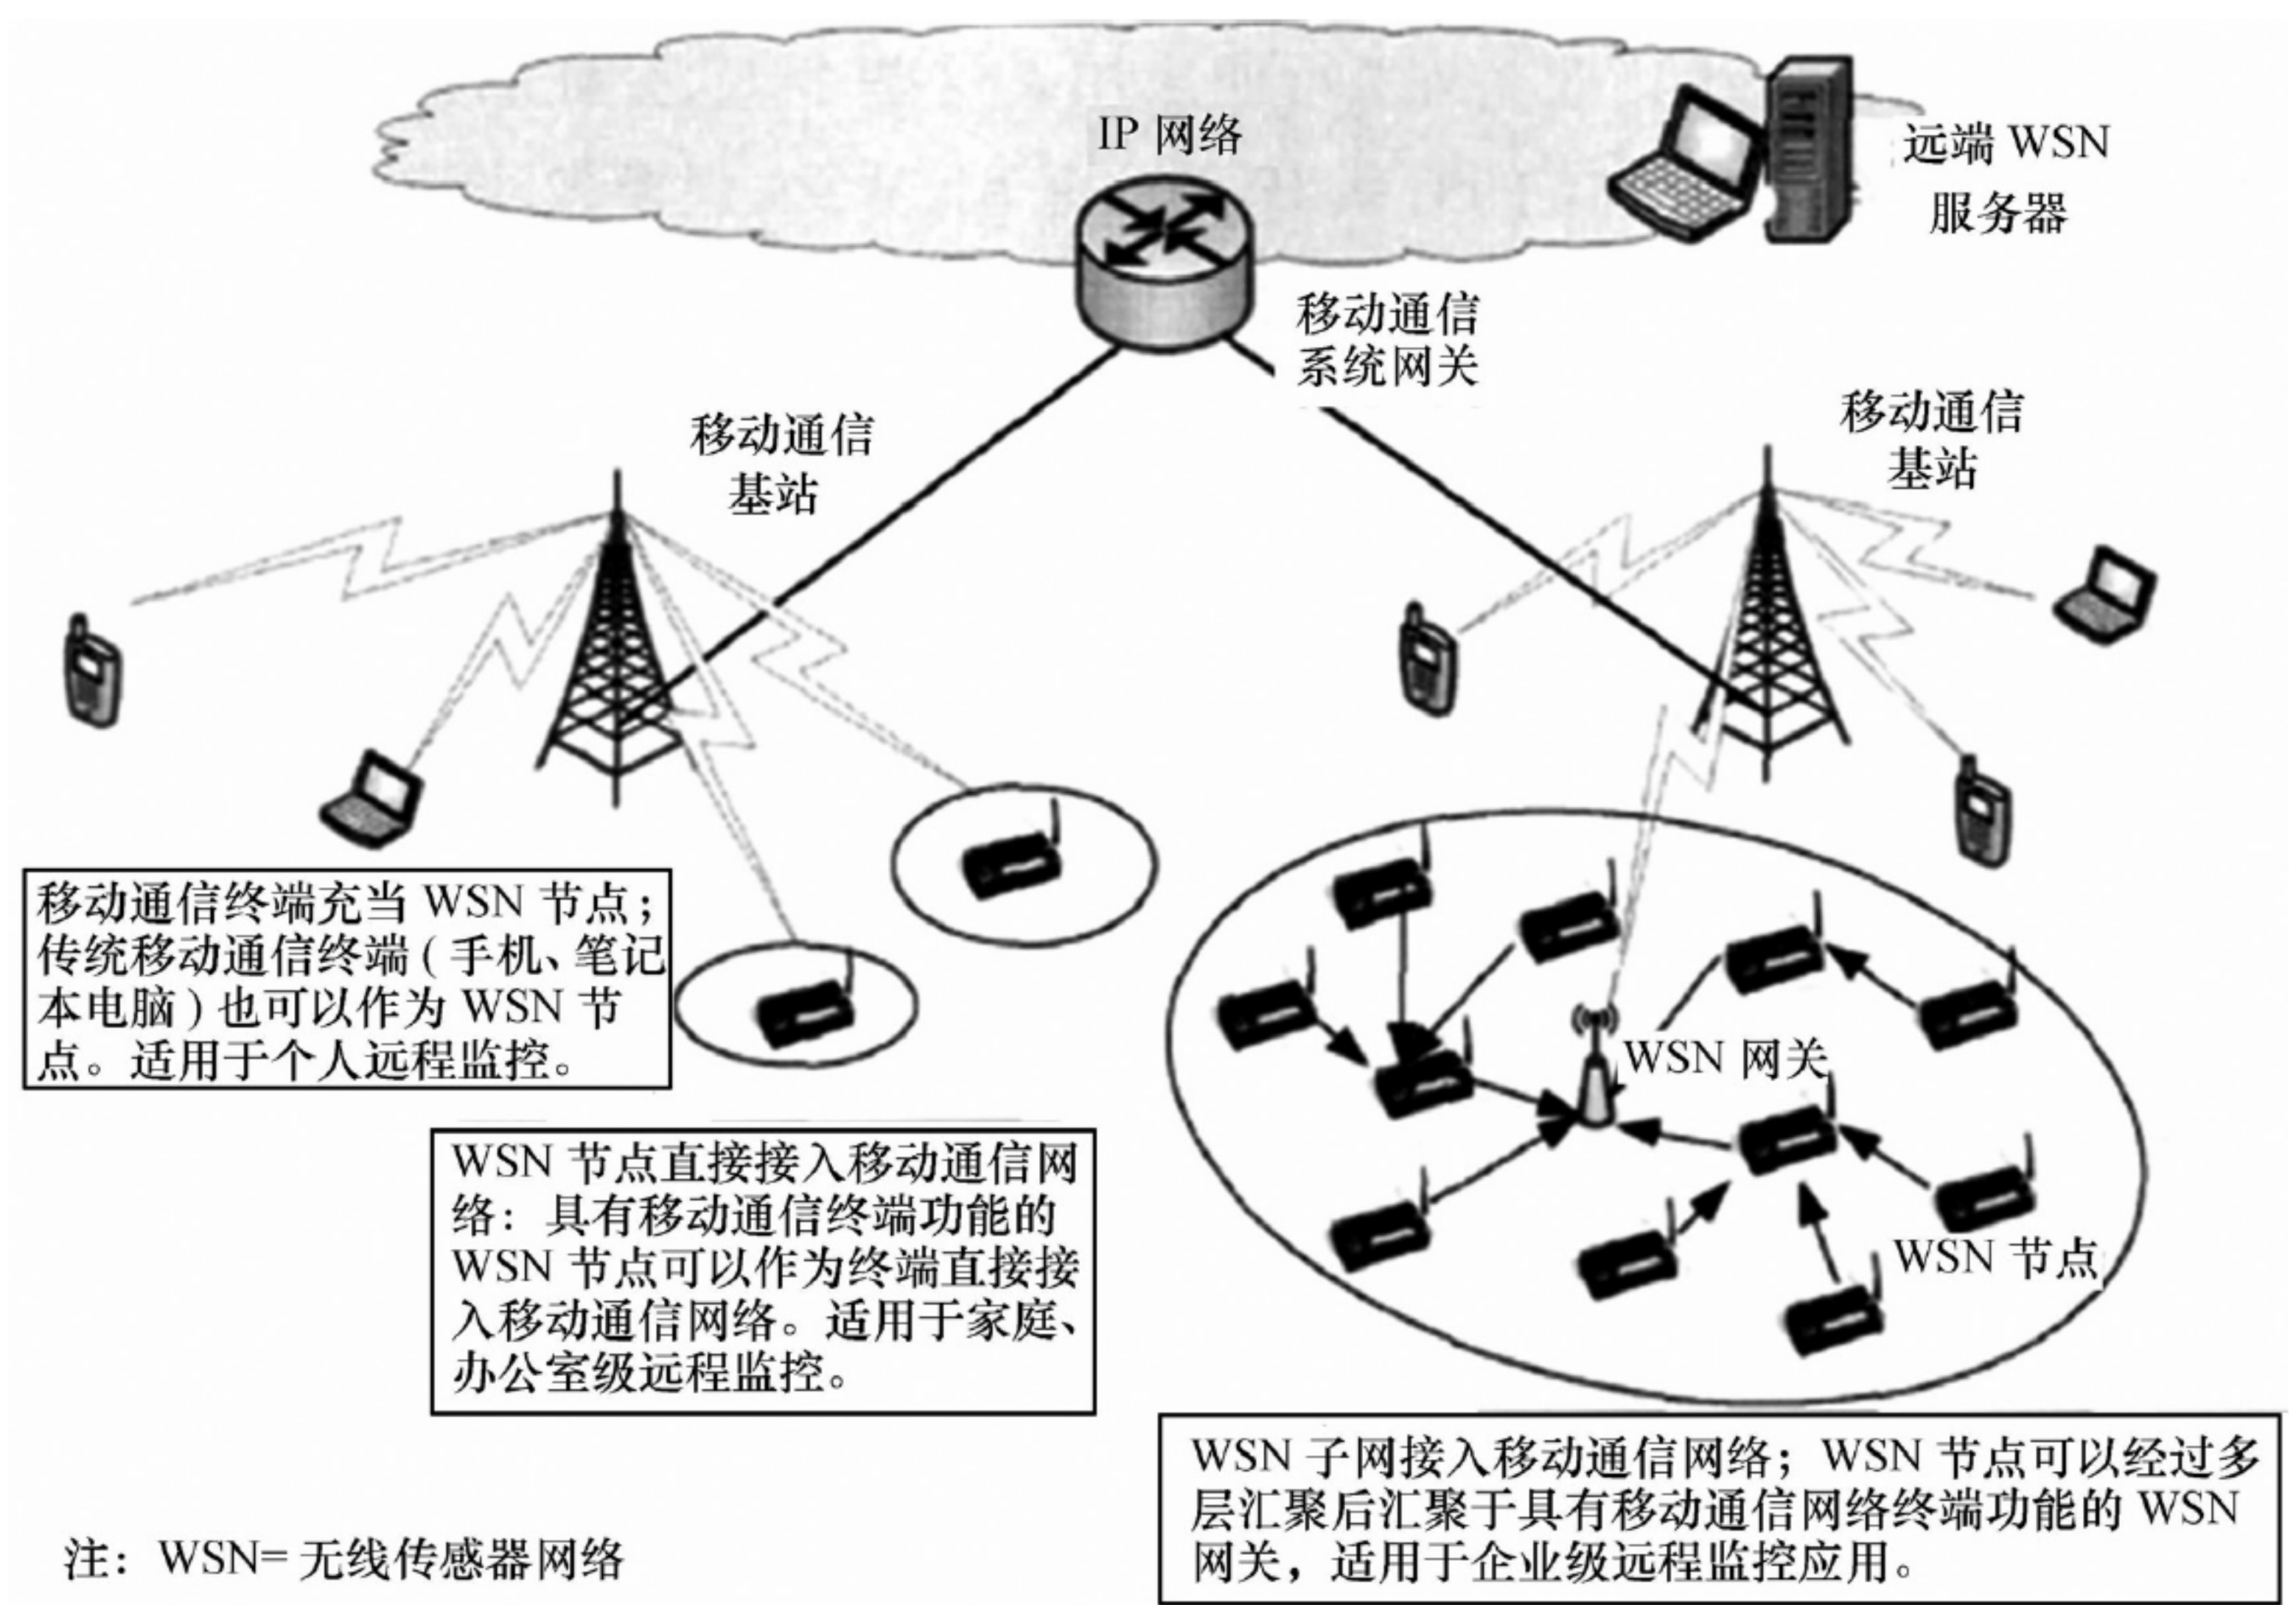 IP 网络
远端 WSN
服务器
移动通信
系统网关
移动通信
基站
移动通信
基站
移动通信终端充当 WSN 节点；
传统移动通信终端(手机、笔记
本电脑)也可以作为 WSN 节
点。适用于个人远程监控。
WSN 网关
WSN 节点直接接入移动通信网
络：具有移动通信终端功能的
WSN 节点可以作为终端直接接
入移动通信网络。适用于家庭、
办公室级远程监控。
WSN 节点
WSN 子网接入移动通信网络；WSN 节点可以经过多
层汇聚后汇聚于具有移动通信网络终端功能的 WSN
网关，适用于企业级远程监控应用。
注：WSN=无线传感器网络